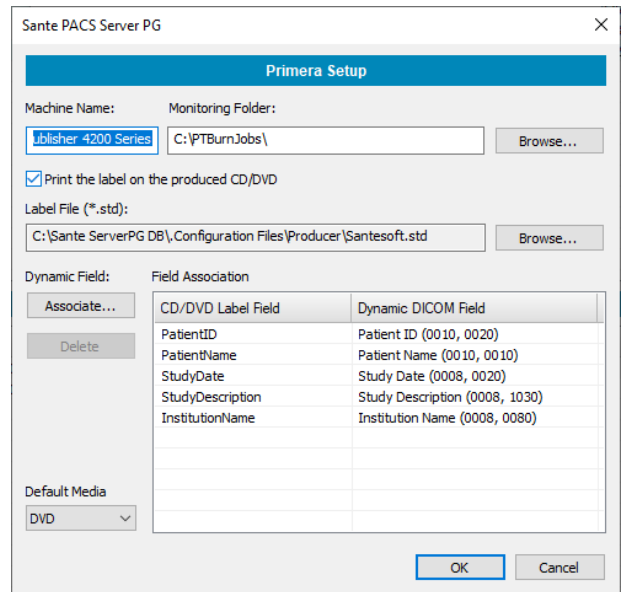 Sante PACS Server PG
Primera Setup
Machine Name: Monitoring Folder:
ublisher 4200 Series C:\PTBurnJobs\ Browse...
Print the label on the produced CD/DVD
Label File (*.std):
C:\Sante ServerPG DB\.Configuration Files\Producer\Santesoft.std Browse...
Dynamic Field: Field Association
Associate... CD/DVD Label Field Dynamic DICOM Field
PatientID Patient ID (0010, 0020)
Delete PatientName Patient Name (0010, 0010)
StudyDate Study Date (0008, 0020)
StudyDescription Study Description (0008, 1030)
InstitutionName Institution Name (0008, 0080)
Default Media
DVD
OK Cancel